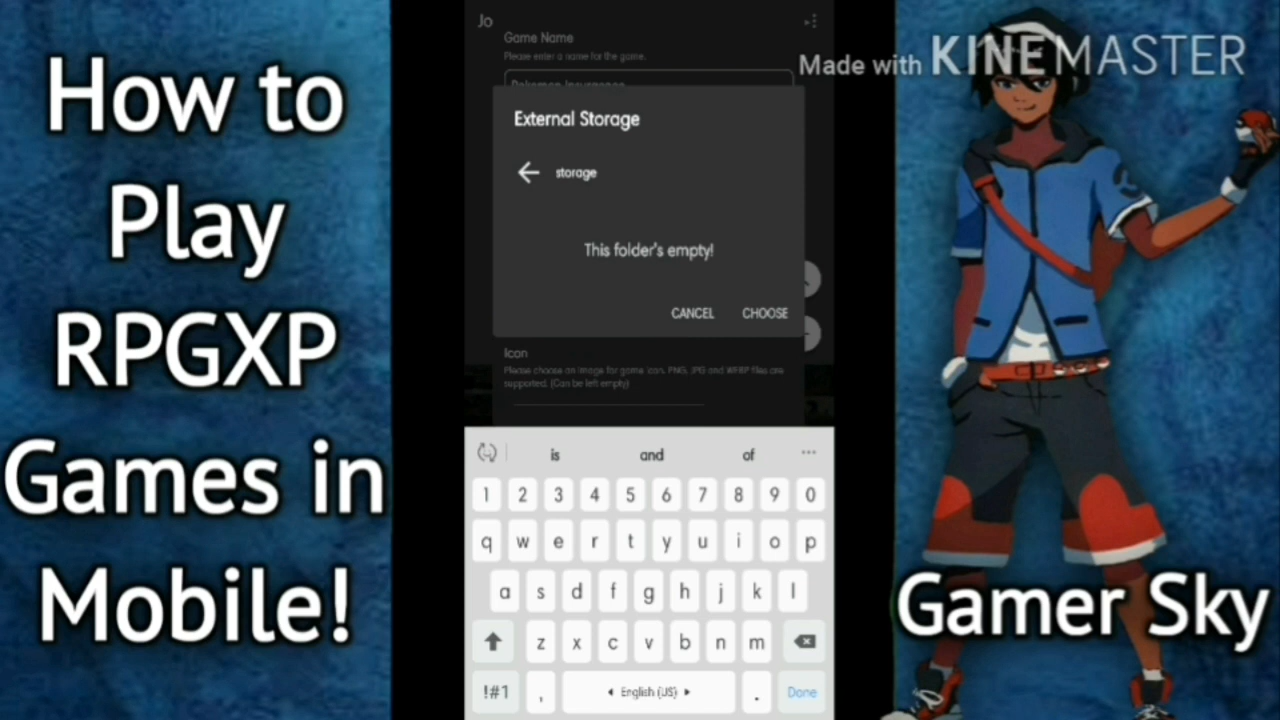 How to
Play
RPGXP
Games in
Mobile!
Jo
Game Name
Please enter a name for the game.
Pokemon Insurgence
External Storage
storage
This folder's empty!
CANCEL CHOOSE
Icon
Please choose an image for game icon. PNG, JPG and WEBP files are
supported. (Can be left empty)
is and of
1 2 3 4 5 6 7 8 9 0
q w e r t y u i o p
a s d f g h j k l
z x c v b n m
!#1 , English (US) . Done
Made with KINEMASTER
Gamer Sky